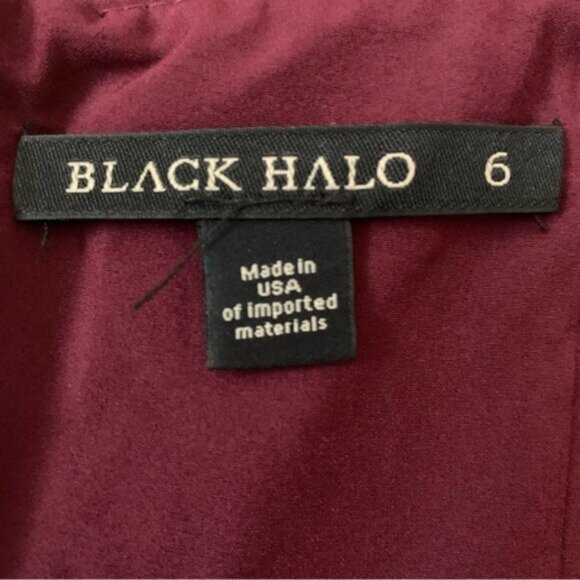 BLACK HALO 6
Made in
USA
of imported
materials